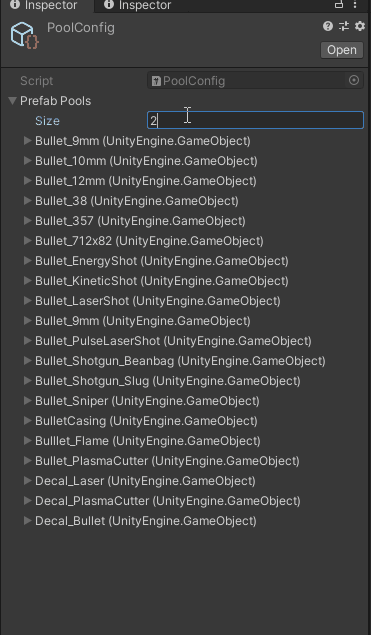 Inspector Inspector
PoolConfig
Open
Script PoolConfig
Prefab Pools
Size 2
Bullet_9mm (UnityEngine.GameObject)
Bullet_10mm (UnityEngine.GameObject)
Bullet_12mm (UnityEngine.GameObject)
Bullet_38 (UnityEngine.GameObject)
Bullet_357 (UnityEngine.GameObject)
Bullet_712x82 (UnityEngine.GameObject)
Bullet_EnergyShot (UnityEngine.GameObject)
Bullet_KineticShot (UnityEngine.GameObject)
Bullet_LaserShot (UnityEngine.GameObject)
Bullet_9mm (UnityEngine.GameObject)
Bullet_PulseLaserShot (UnityEngine.GameObject)
Bullet_Shotgun_Beanbag (UnityEngine.GameObject)
Bullet_Shotgun_Slug (UnityEngine.GameObject)
Bullet_Sniper (UnityEngine.GameObject)
BulletCasing (UnityEngine.GameObject)
Bulllet_Flame (UnityEngine.GameObject)
Bullet_PlasmaCutter (UnityEngine.GameObject)
Decal_Laser (UnityEngine.GameObject)
Decal_PlasmaCutter (UnityEngine.GameObject)
Decal_Bullet (UnityEngine.GameObject)